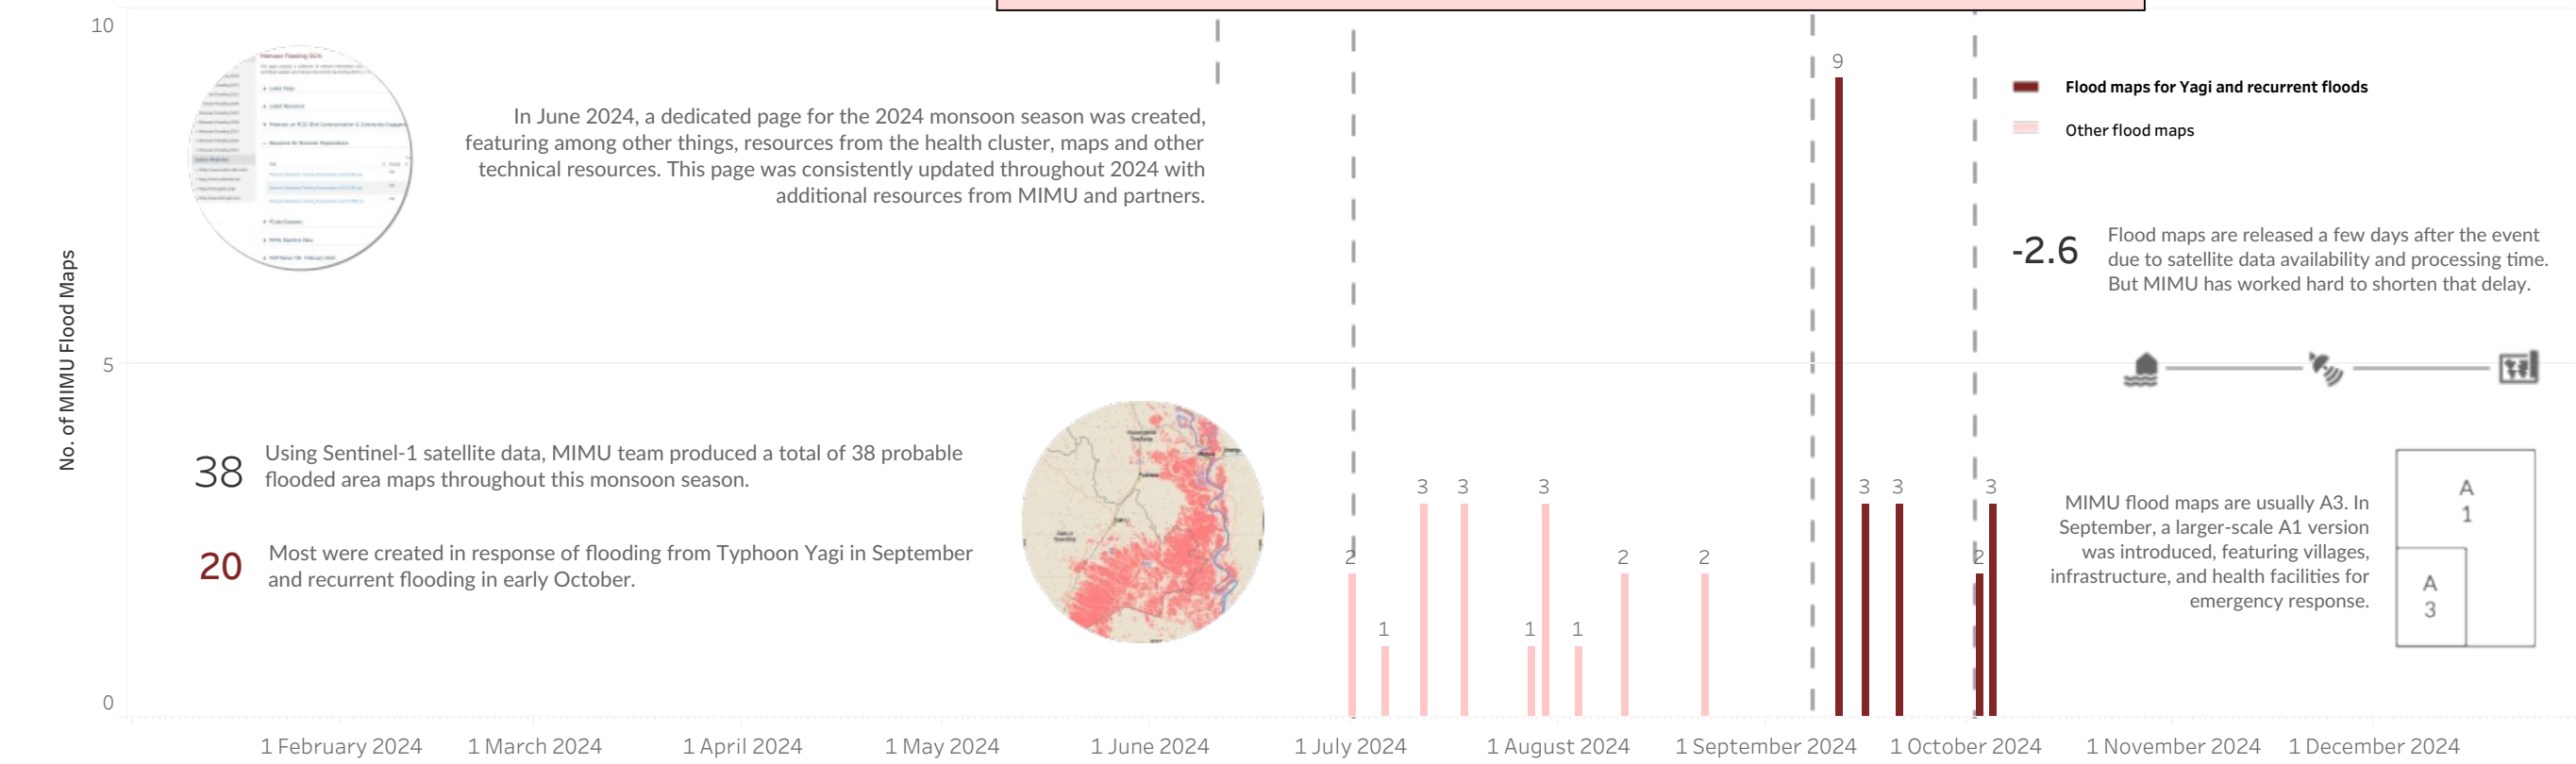 10
5
0
No. of MIMU Flood Maps
In June 2024, a dedicated page for the 2024 monsoon season was created,
featuring among other things, resources from the health cluster, maps and other
technical resources. This page was consistently updated throughout 2024 with
additional resources from MIMU and partners.
38
Using Sentinel-1 satellite data, MIMU team produced a total of 38 probable
flooded area maps throughout this monsoon season.
20
Most were created in response of flooding from Typhoon Yagi in September
and recurrent flooding in early October.
2
1
3
3
1
3
1
2
2
9
3
3
2
3
Flood maps for Yagi and recurrent floods
Other flood maps
-2.6
Flood maps are released a few days after the event
due to satellite data availability and processing time.
But MIMU has worked hard to shorten that delay.
MIMU flood maps are usually A3. In
September, a larger-scale A1 version
was introduced, featuring villages,
infrastructure, and health facilities for
emergency response.
A
1
A
3
1 February 2024
1 March 2024
1 April 2024
1 May 2024
1 June 2024
1 July 2024
1 August 2024
1 September 2024
1 October 2024
1 November 2024
1 December 2024